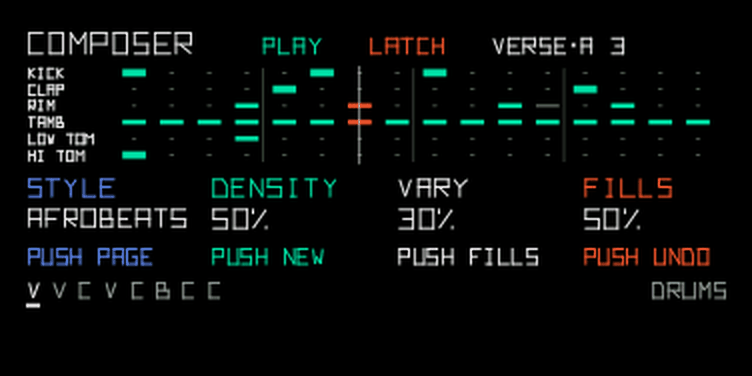 COMPOSER PLAY LATCH VERSE·A 3
KICK
CLAP
RIM
TAMB
LOW TOM
HI TOM
STYLE DENSITY VARY FILLS
AFROBEATS 50% 30% 50%
PUSH PAGE PUSH NEW PUSH FILLS PUSH UNDO
V V C V C B C C DRUMS